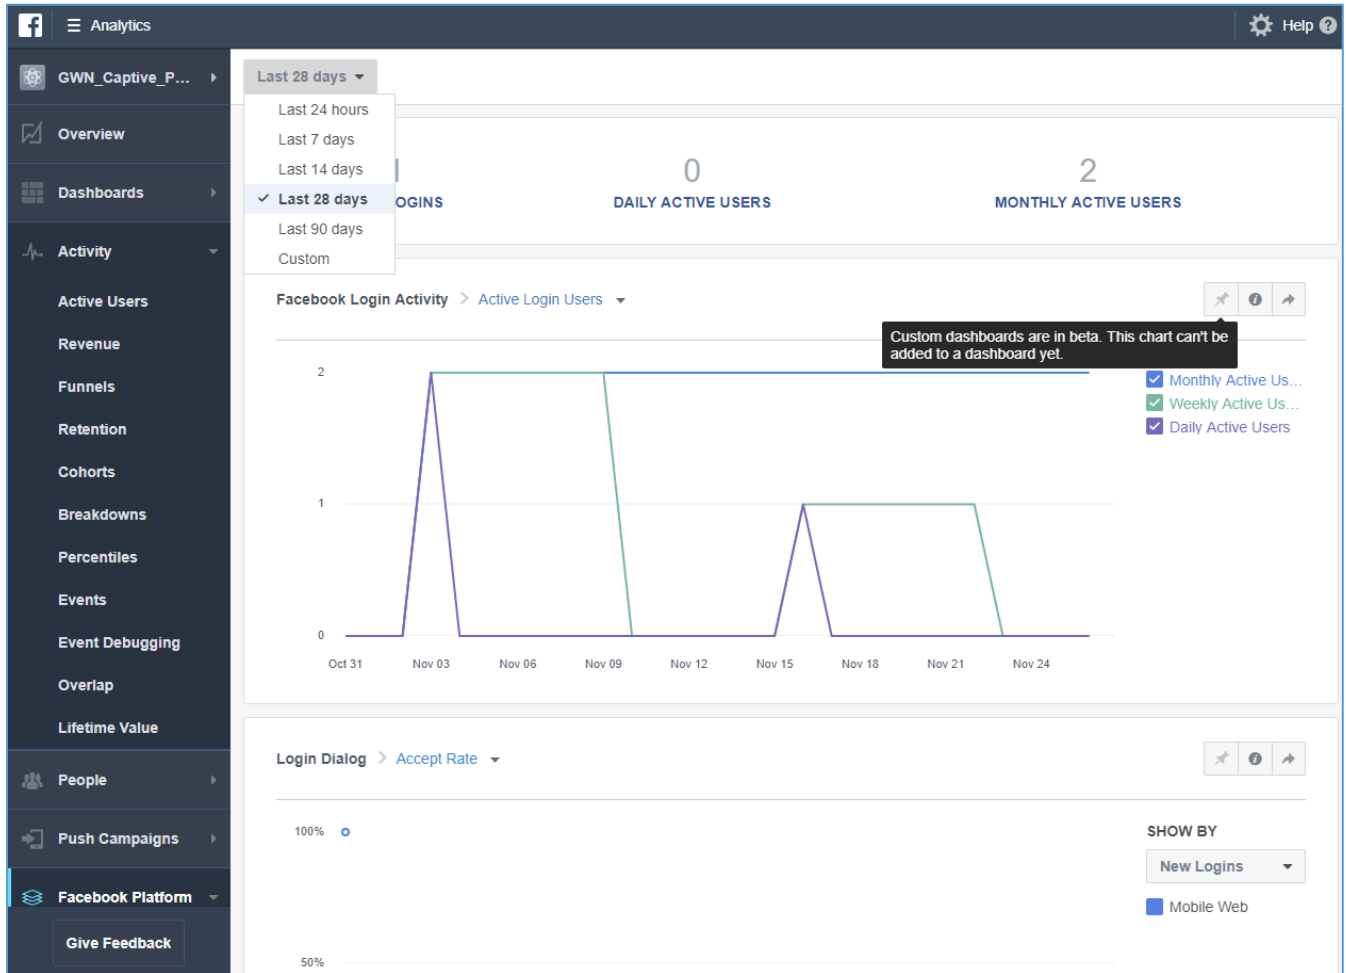 Analytics
Help
GWN_Captive_P...
Overview
Dashboards
Activity
Active Users
Revenue
Funnels
Retention
Cohorts
Breakdowns
Percentiles
Events
Event Debugging
Overlap
Lifetime Value
People
Push Campaigns
Facebook Platform
Give Feedback
Last 28 days
Last 24 hours
Last 7 days
Last 14 days
Last 28 days
Last 90 days
Custom
OGINS
0
DAILY ACTIVE USERS
2
MONTHLY ACTIVE USERS
Facebook Login Activity > Active Login Users
Custom dashboards are in beta. This chart can't be
added to a dashboard yet.
Monthly Active Us...
Weekly Active Us...
Daily Active Users
2
1
0
Oct 31 Nov 03 Nov 06 Nov 09 Nov 12 Nov 15 Nov 18 Nov 21 Nov 24
Login Dialog > Accept Rate
100%
50%
SHOW BY
New Logins
Mobile Web